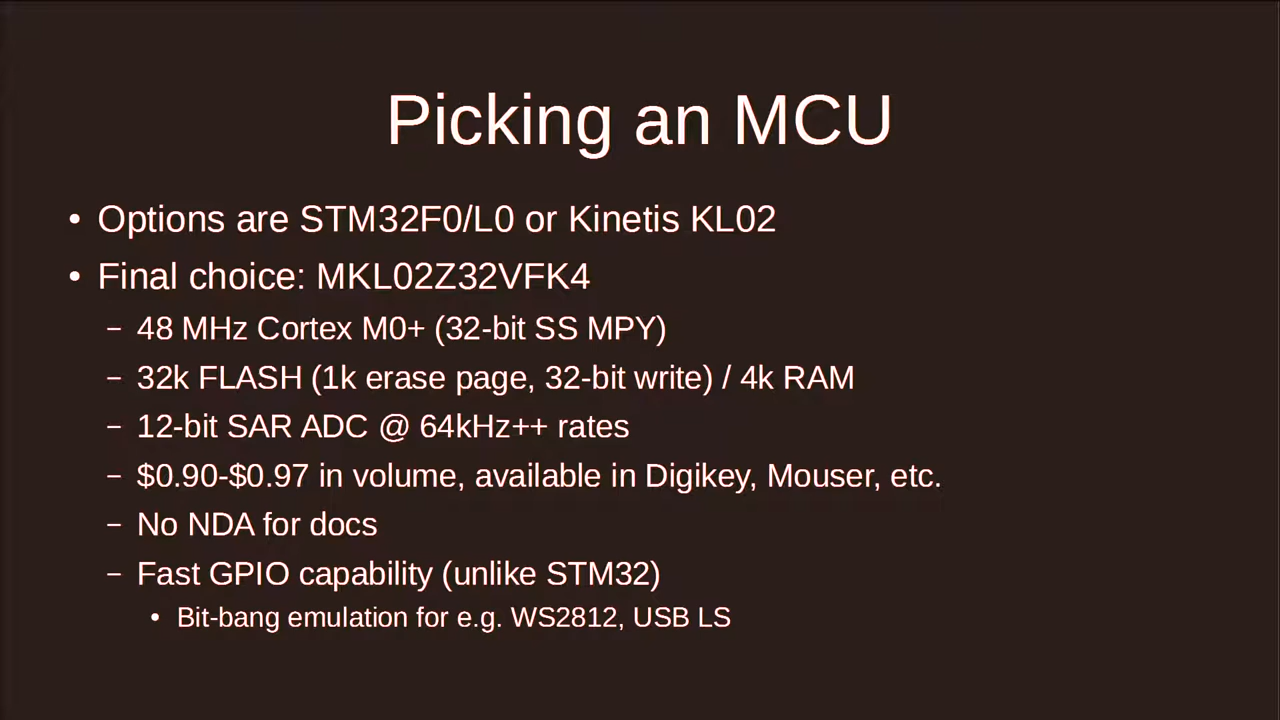 Picking an MCU
• Options are STM32F0/L0 or Kinetis KL02
• Final choice: MKL02Z32VFK4
– 48 MHz Cortex M0+ (32-bit SS MPY)
– 32k FLASH (1k erase page, 32-bit write) / 4k RAM
– 12-bit SAR ADC @ 64kHz++ rates
– $0.90-$0.97 in volume, available in Digikey, Mouser, etc.
– No NDA for docs
– Fast GPIO capability (unlike STM32)
• Bit-bang emulation for e.g. WS2812, USB LS